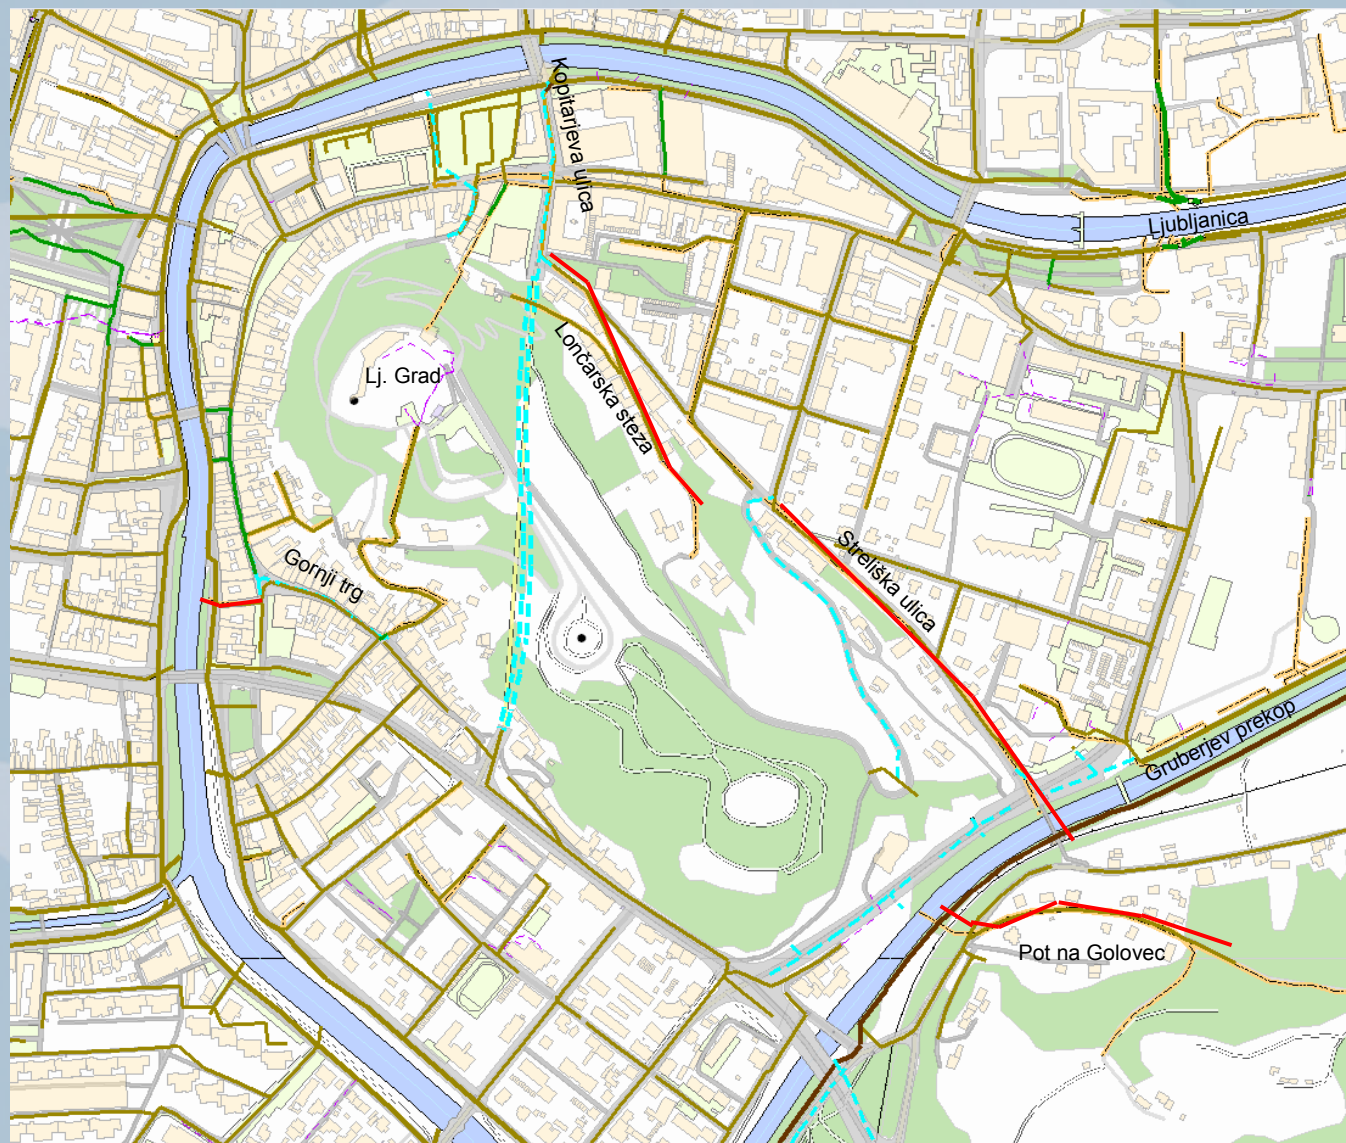 Kopitarjeva ulica
Ljubljanica
Lončarska steza
Lj. Grad
Streliška ulica
Gornji trg
Gruberjev prekop
Pot na Golovec